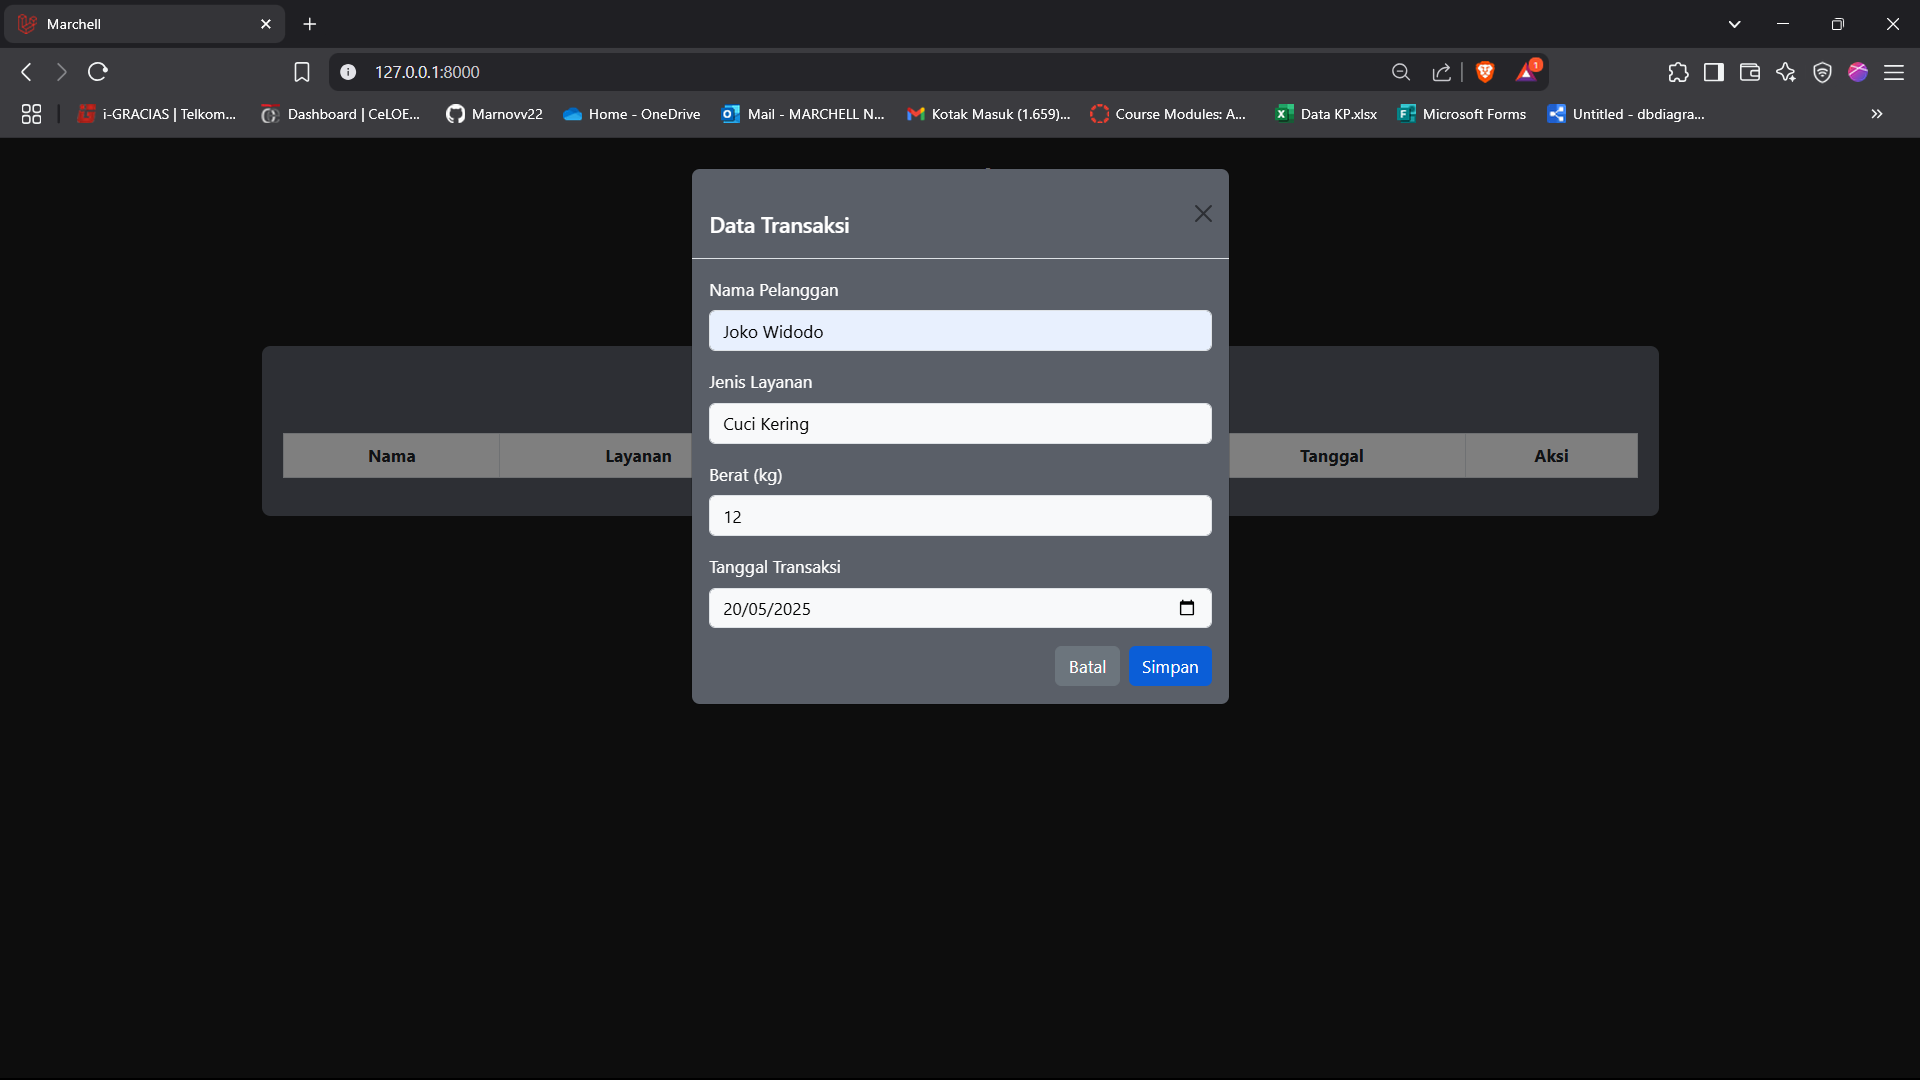 Marchell
127.0.0.1:8000
1
i-GRACIAS | Telkom...
Dashboard | CeLOE...
Marnovv22
Home - OneDrive
Mail - MARCHELL N...
Kotak Masuk (1.659)...
Course Modules: A...
Data KP.xlsx
Microsoft Forms
Untitled - dbdiagra...
Data Transaksi
Nama Pelanggan
Joko Widodo
Jenis Layanan
Cuci Kering
Berat (kg)
12
Tanggal Transaksi
20/05/2025
Batal Simpan
Nama Layanan Tanggal Aksi